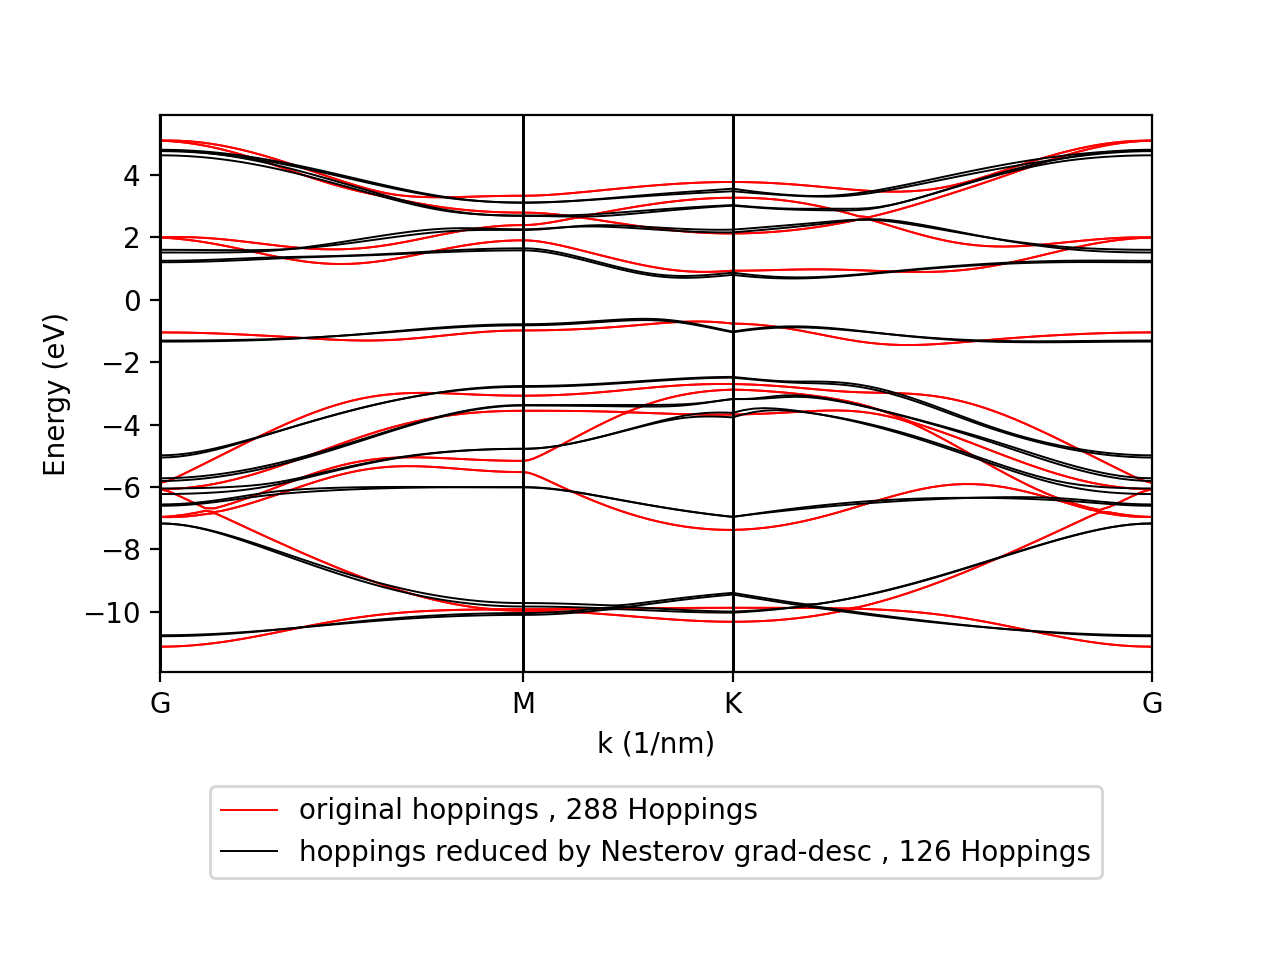 4
2
0
−2
−4
−6
−8
−10
Energy (eV)
G M K G
k (1/nm)
original hoppings , 288 Hoppings
hoppings reduced by Nesterov grad-desc , 126 Hoppings